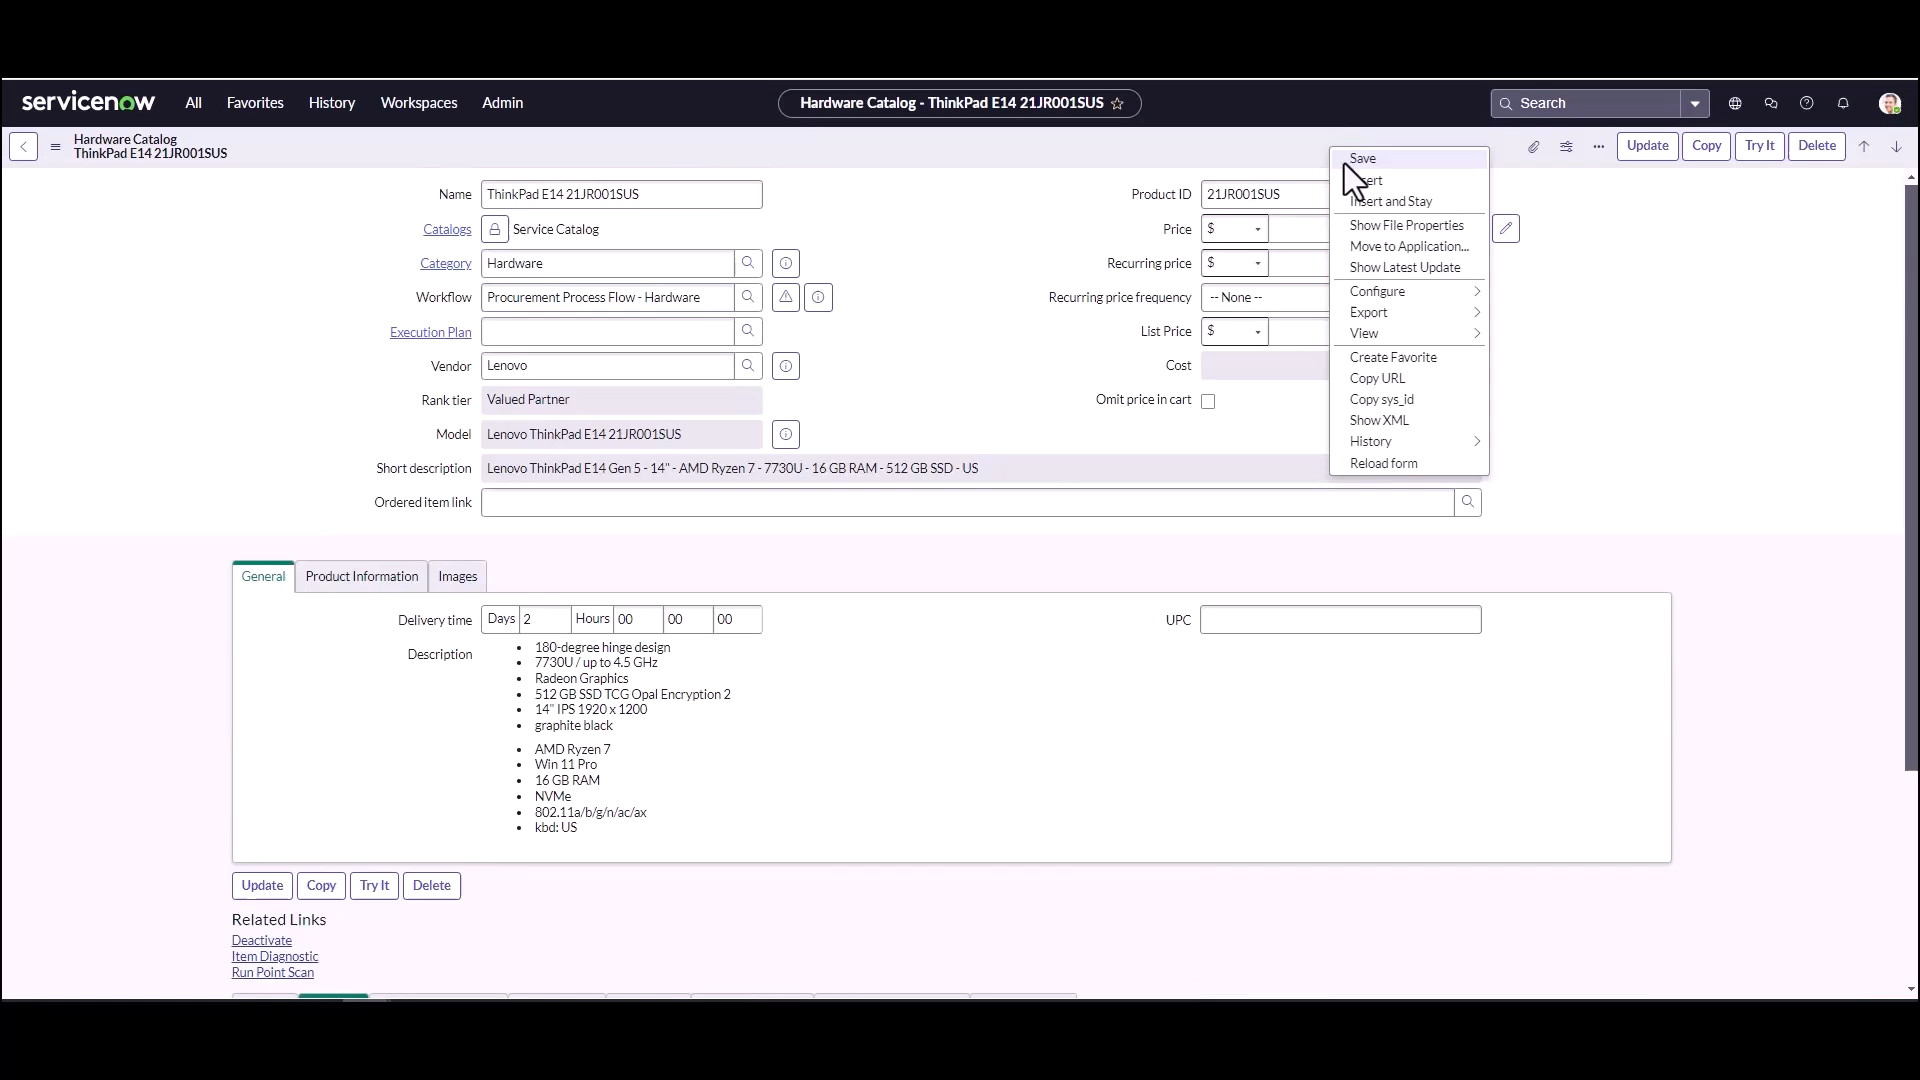 servicenow All Favorites History Workspaces Admin Hardware Catalog - ThinkPad E14 21JR001SUS Search
Hardware Catalog
ThinkPad E14 21JR001SUS
Update Copy Try It Delete
Name ThinkPad E14 21JR001SUS
Catalogs Service Catalog
Category Hardware
Workflow Procurement Process Flow - Hardware
Execution Plan
Vendor Lenovo
Rank tier Valued Partner
Model Lenovo ThinkPad E14 21JR001SUS
Short description Lenovo ThinkPad E14 Gen 5 - 14" - AMD Ryzen 7 - 7730U - 16 GB RAM - 512 GB SSD - US
Ordered item link
Product ID 21JR001SUS
Price $
Recurring price $
Recurring price frequency -- None --
List Price $
Cost
Omit price in cart
Save
Insert and Stay
Show File Properties
Move to Application...
Show Latest Update
Configure
Export
View
Create Favorite
Copy URL
Copy sys_id
Show XML
History
Reload form
General Product Information Images
Delivery time Days 2 Hours 00 00 00
UPC
Description
• 180-degree hinge design
• 7730U / up to 4.5 GHz
• Radeon Graphics
• 512 GB SSD TCG Opal Encryption 2
• 14" IPS 1920 x 1200
• graphite black
• AMD Ryzen 7
• Win 11 Pro
• 16 GB RAM
• NVMe
• 802.11a/b/g/n/ac/ax
• kbd: US
Update Copy Try It Delete
Related Links
Deactivate
Item Diagnostic
Run Point Scan